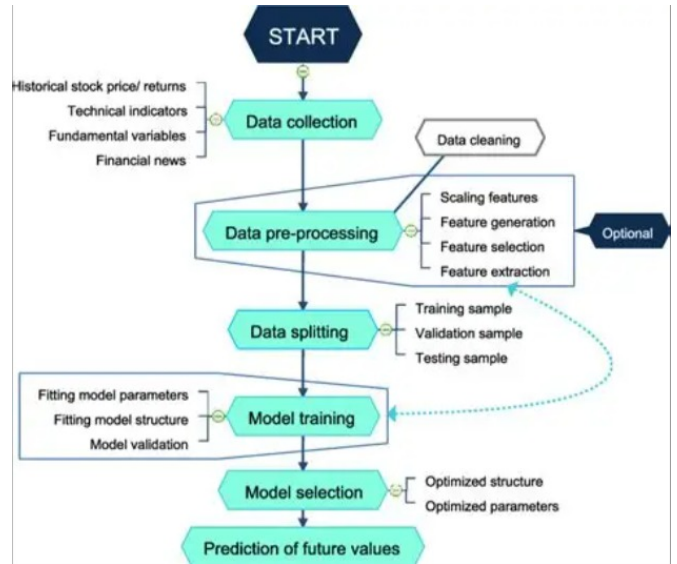 START
Historical stock price/ returns
Technical indicators
Fundamental variables
Financial news
Data collection
Data cleaning
Data pre-processing
Scaling features
Feature generation
Feature selection
Feature extraction
Optional
Data splitting
Training sample
Validation sample
Testing sample
Fitting model parameters
Fitting model structure
Model validation
Model training
Model selection
Optimized structure
Optimized parameters
Prediction of future values